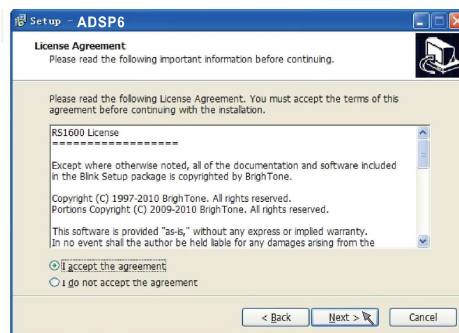 Setup - ADSP6
License Agreement
Please read the following important information before continuing.
Please read the following License Agreement. You must accept the terms of this
agreement before continuing with the installation.
RS1600 License
===================
Except where otherwise noted, all of the documentation and software included
in the Blink Setup package is copyrighted by BrighTone.
Copyright (C) 1997-2010 BrighTone. All rights reserved.
Portions Copyright (C) 2009-2010 BrighTone. All rights reserved.
This software is provided "as-is," without any express or implied warranty.
In no event shall the author be held liable for any damages arising from the
I accept the agreement
I do not accept the agreement
< Back
Next >
Cancel